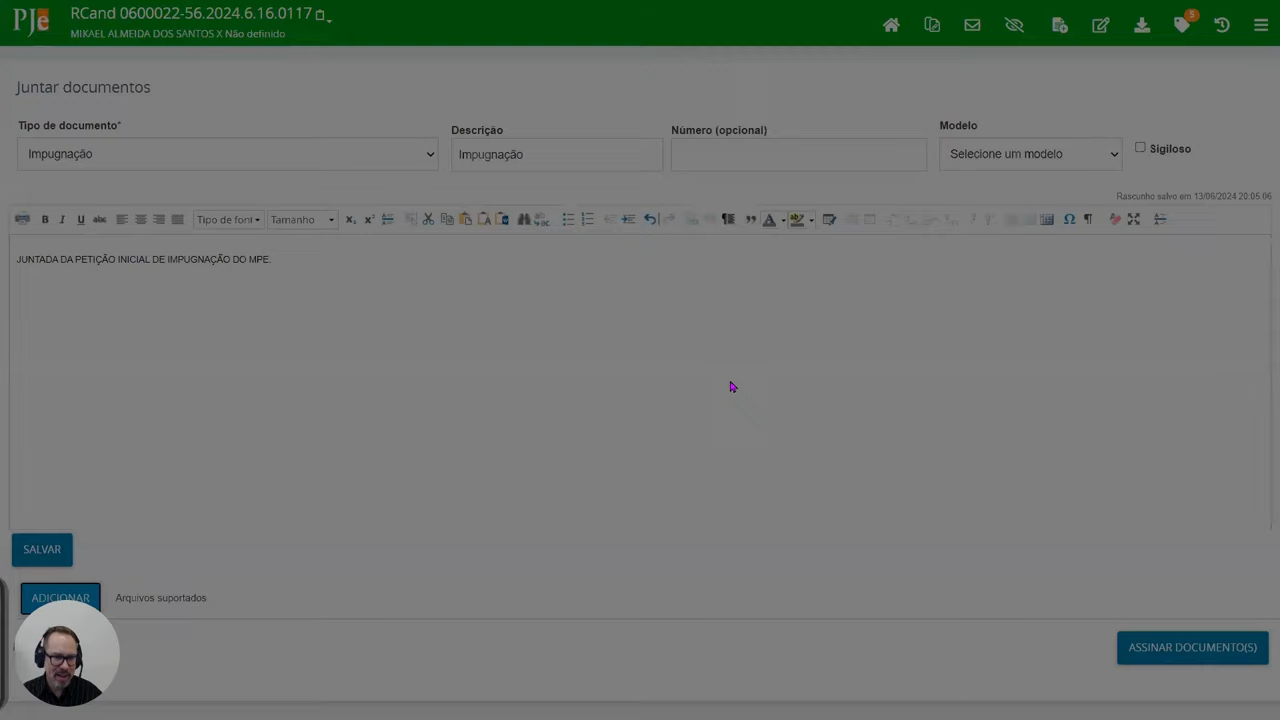 PJe
RCand 0600022-56.2024.6.16.0117
MIKAEL ALMEIDA DOS SANTOS X Não definido
5
Juntar documentos
Tipo de documento*
Descrição
Número (opcional)
Modelo
Impugnação
Impugnação
Selecione um modelo
Sigiloso
Rascunho salvo em 13/06/2024 20:05:06
Tipo de font
Tamanho
JUNTADA DA PETIÇÃO INICIAL DE IMPUGNAÇÃO DO MPE.
SALVAR
ADICIONAR
Arquivos suportados
ASSINAR DOCUMENTO(S)